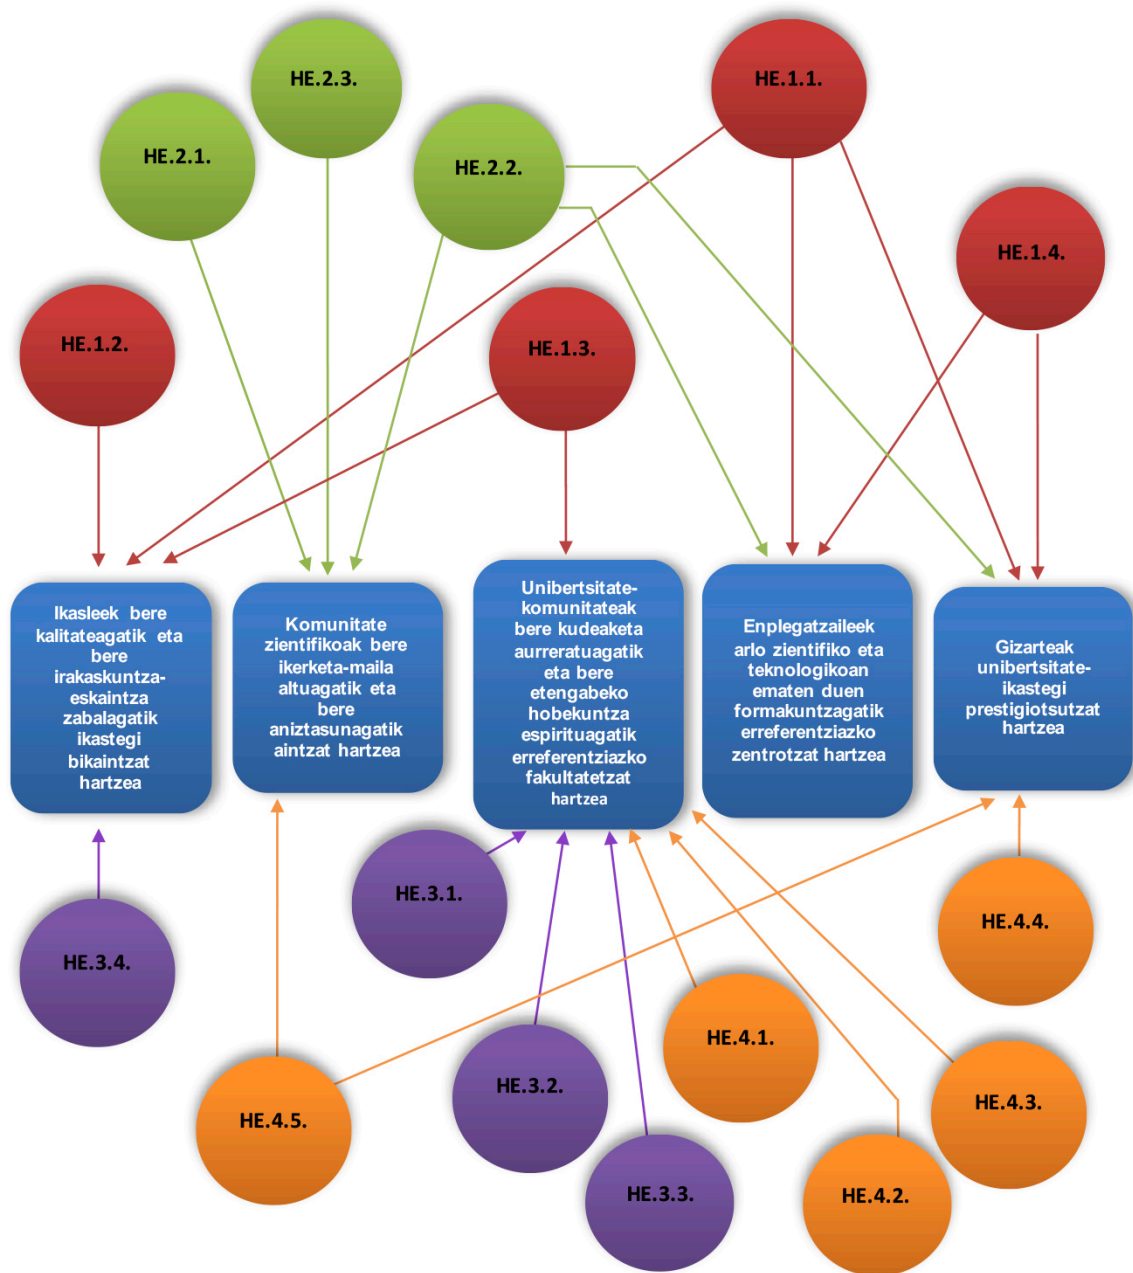 HE.2.3.
HE.1.1.
HE.2.1.
HE.2.2.
HE.1.4.
HE.1.2.
HE.1.3.
Ikasleek bere
kalitateagatik eta
bere
irakaskuntza-
eskaintza
zabalagatik
ikastegi
bikaintzat
hartzea
Komunitate
zientifikoak bere
ikerketa-maila
altuagatik eta
bere
aniztasunagatik
aintzat hartzea
Unibertsitate-
komunitateak
bere kudeaketa
aurreratuagatik
eta bere
etengabeko
hobekuntza
espirituagatik
erreferentziazko
fakultatetzat
hartzea
Enplegatzaileek
arlo zientifiko eta
teknologikoan
ematen duen
formakuntzagatik
erreferentziazko
zentrotzat hartzea
Gizarteak
unibertsitate-
ikastegi
prestigiotsutzat
hartzea
HE.3.1.
HE.4.4.
HE.3.4.
HE.4.1.
HE.3.2.
HE.4.3.
HE.4.5.
HE.3.3.
HE.4.2.